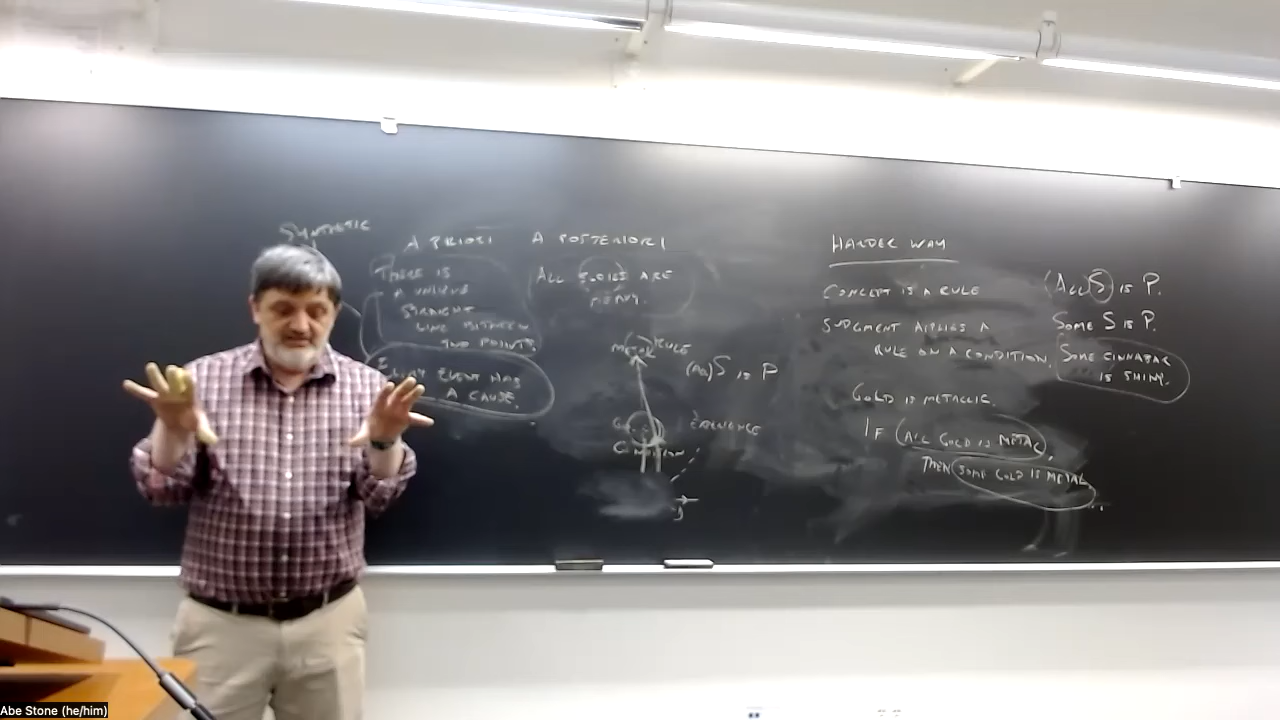 SYNTHETIC
A PRIORI
A POSTERIORI
THERE IS
A UNIQUE
STRAIGHT
LINE BETWEEN
TWO POINTS.
EVERY EVENT HAS
A CAUSE.
ALL BODIES ARE
HEAVY.
METAL RULE
(ALL) S IS P
CONDITION
HARDER WAY
CONCEPT IS A RULE
JUDGMENT APPLIES A
RULE ON A CONDITION.
GOLD IS METALLIC.
IF (ALL GOLD IS METAL),
THEN SOME GOLD IS METAL
(ALL) S IS P.
SOME S IS P.
SOME CINNABAR
IS SHINY.
Abe Stone (he/him)